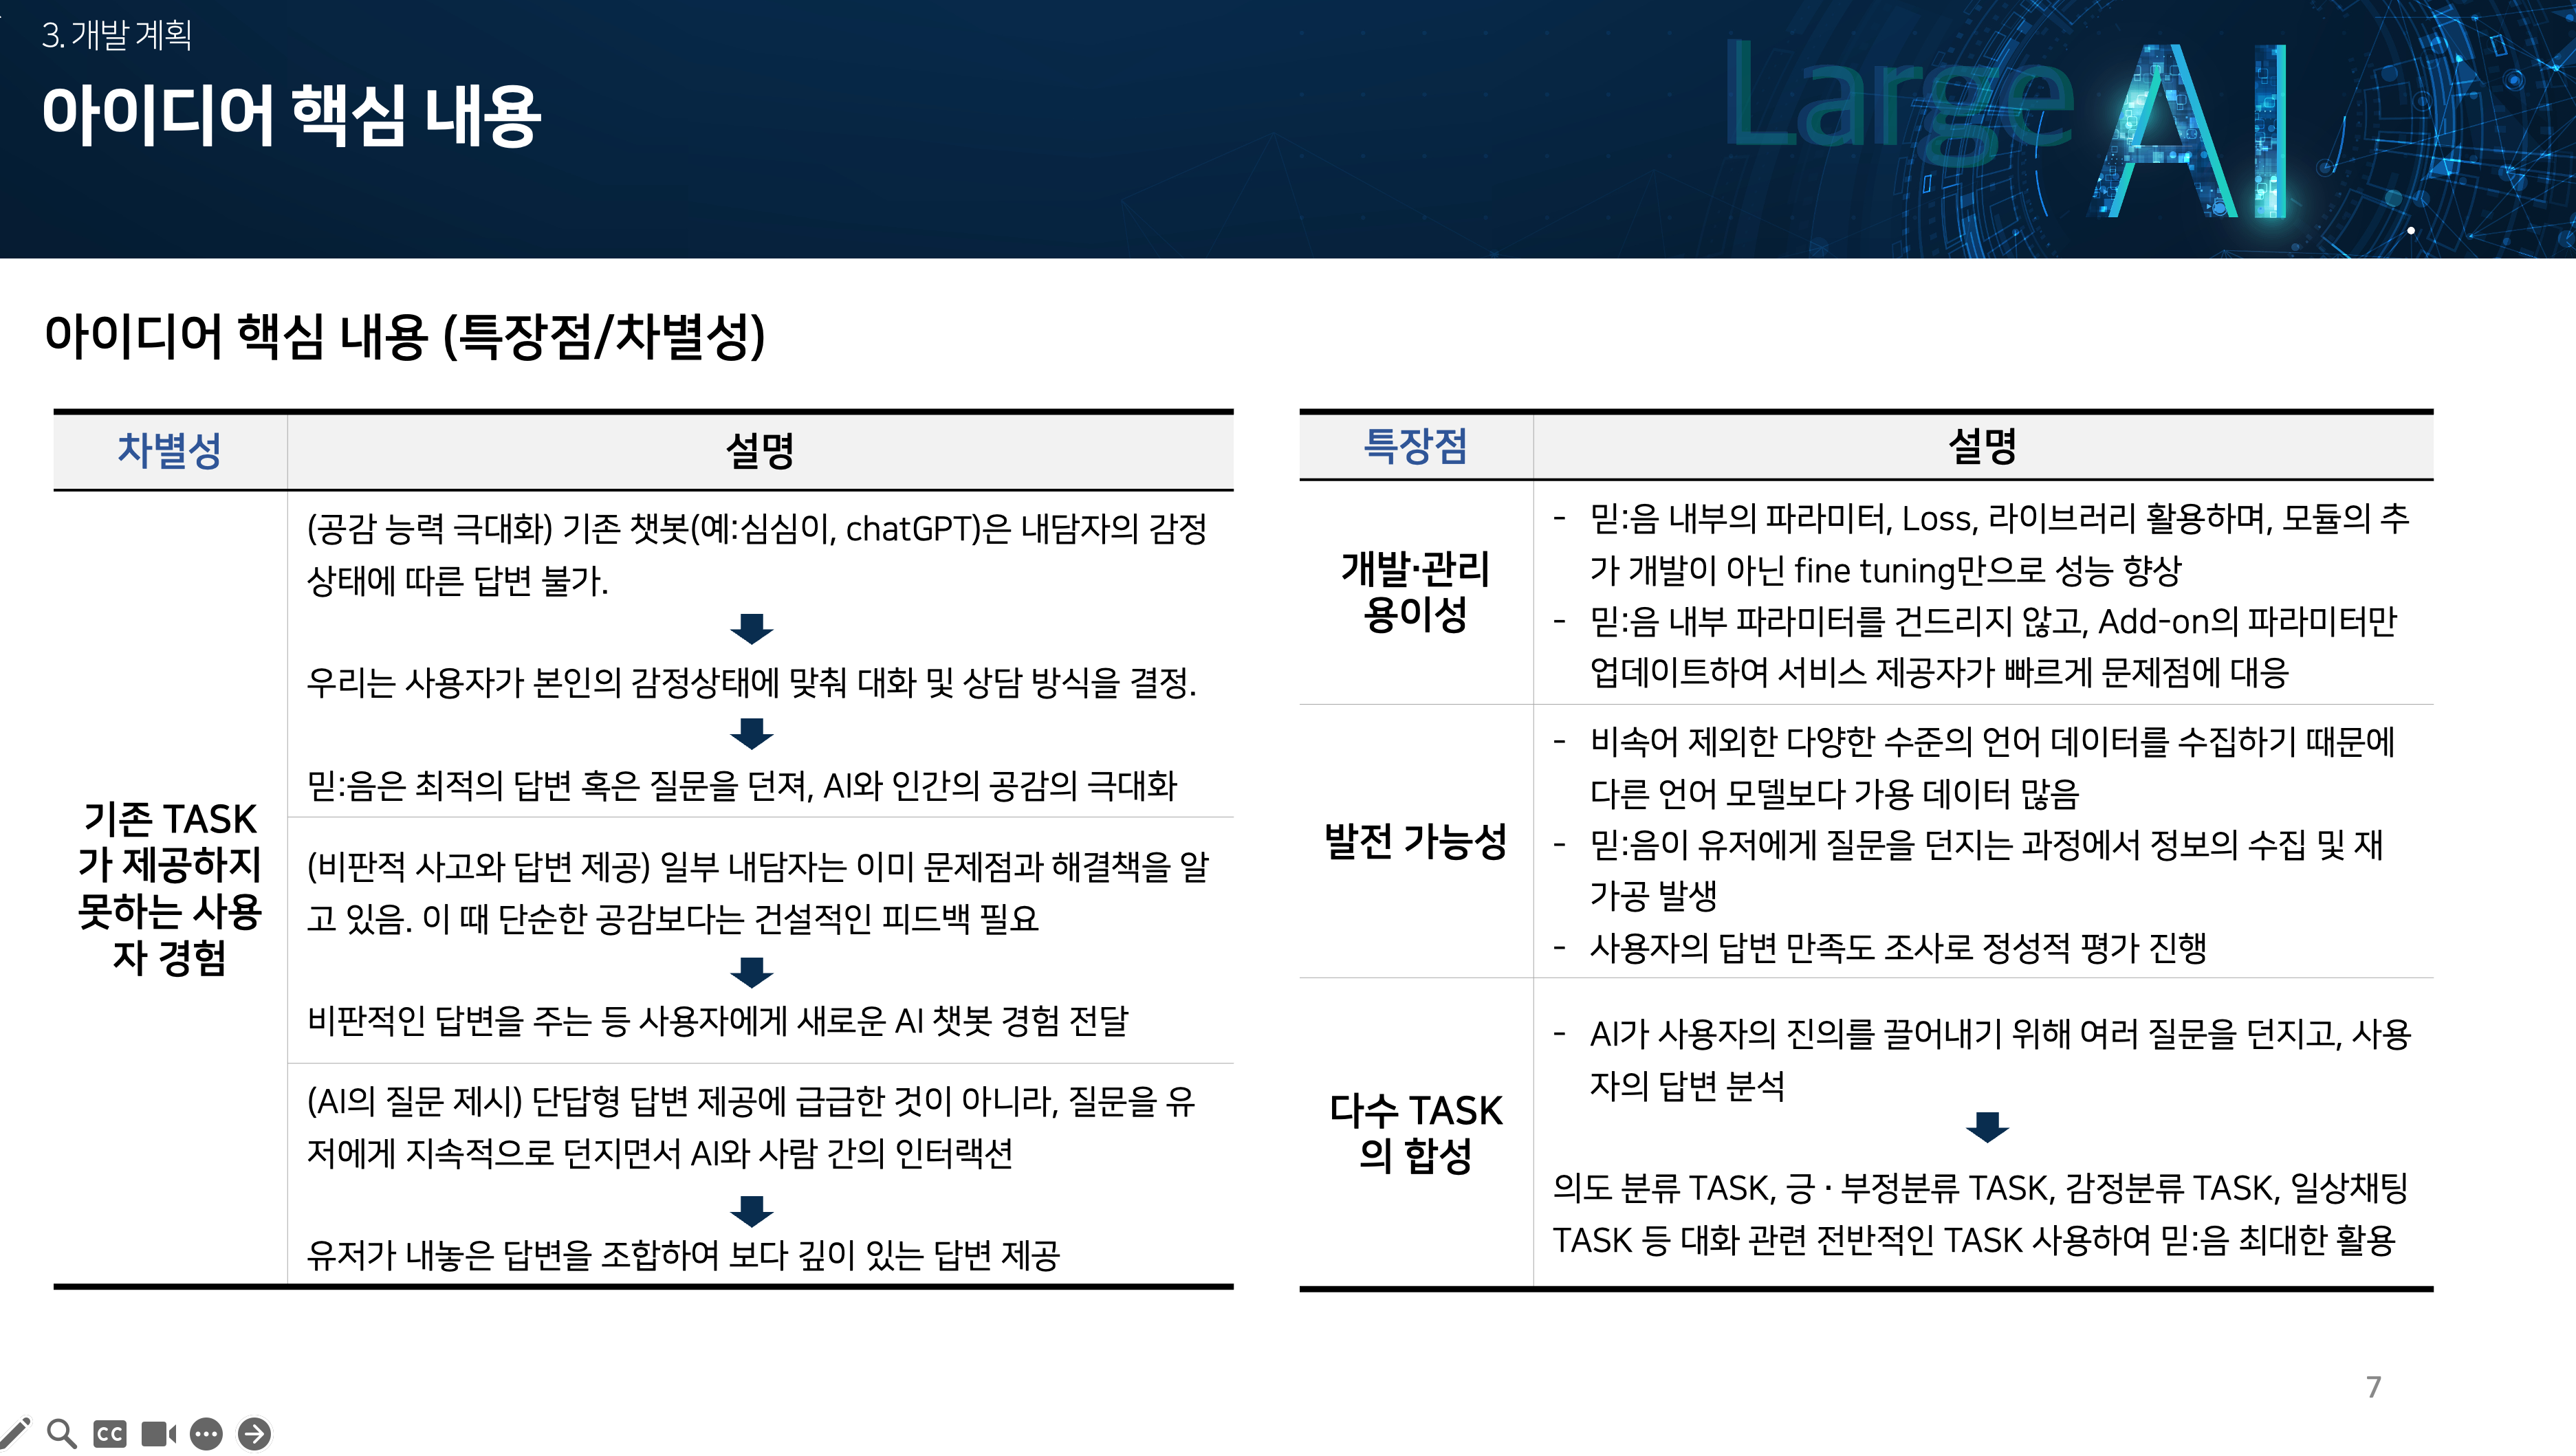 3. 개발 계획
아이디어 핵심 내용
Large AI
아이디어 핵심 내용 (특장점/차별성)
차별성
설명
기존 TASK
가 제공하지
못하는 사용
자 경험
(공감 능력 극대화) 기존 챗봇(예:심심이, chatGPT)은 내담자의 감정
상태에 따른 답변 불가.
우리는 사용자가 본인의 감정상태에 맞춰 대화 및 상담 방식을 결정.
믿:음은 최적의 답변 혹은 질문을 던져, AI와 인간의 공감의 극대화
(비판적 사고와 답변 제공) 일부 내담자는 이미 문제점과 해결책을 알
고 있음. 이 때 단순한 공감보다는 건설적인 피드백 필요
비판적인 답변을 주는 등 사용자에게 새로운 AI 챗봇 경험 전달
(AI의 질문 제시) 단답형 답변 제공에 급급한 것이 아니라, 질문을 유
저에게 지속적으로 던지면서 AI와 사람 간의 인터랙션
유저가 내놓은 답변을 조합하여 보다 깊이 있는 답변 제공
특장점
설명
개발·관리
용이성
- 믿:음 내부의 파라미터, Loss, 라이브러리 활용하며, 모듈의 추
가 개발이 아닌 fine tuning만으로 성능 향상
- 믿:음 내부 파라미터를 건드리지 않고, Add-on의 파라미터만
업데이트하여 서비스 제공자가 빠르게 문제점에 대응
발전 가능성
- 비속어 제외한 다양한 수준의 언어 데이터를 수집하기 때문에
다른 언어 모델보다 가용 데이터 많음
- 믿:음이 유저에게 질문을 던지는 과정에서 정보의 수집 및 재
가공 발생
- 사용자의 답변 만족도 조사로 정성적 평가 진행
다수 TASK
의 합성
- AI가 사용자의 진의를 끌어내기 위해 여러 질문을 던지고, 사용
자의 답변 분석
의도 분류 TASK, 긍 · 부정분류 TASK, 감정분류 TASK, 일상채팅
TASK 등 대화 관련 전반적인 TASK 사용하여 믿:음 최대한 활용
7
CC